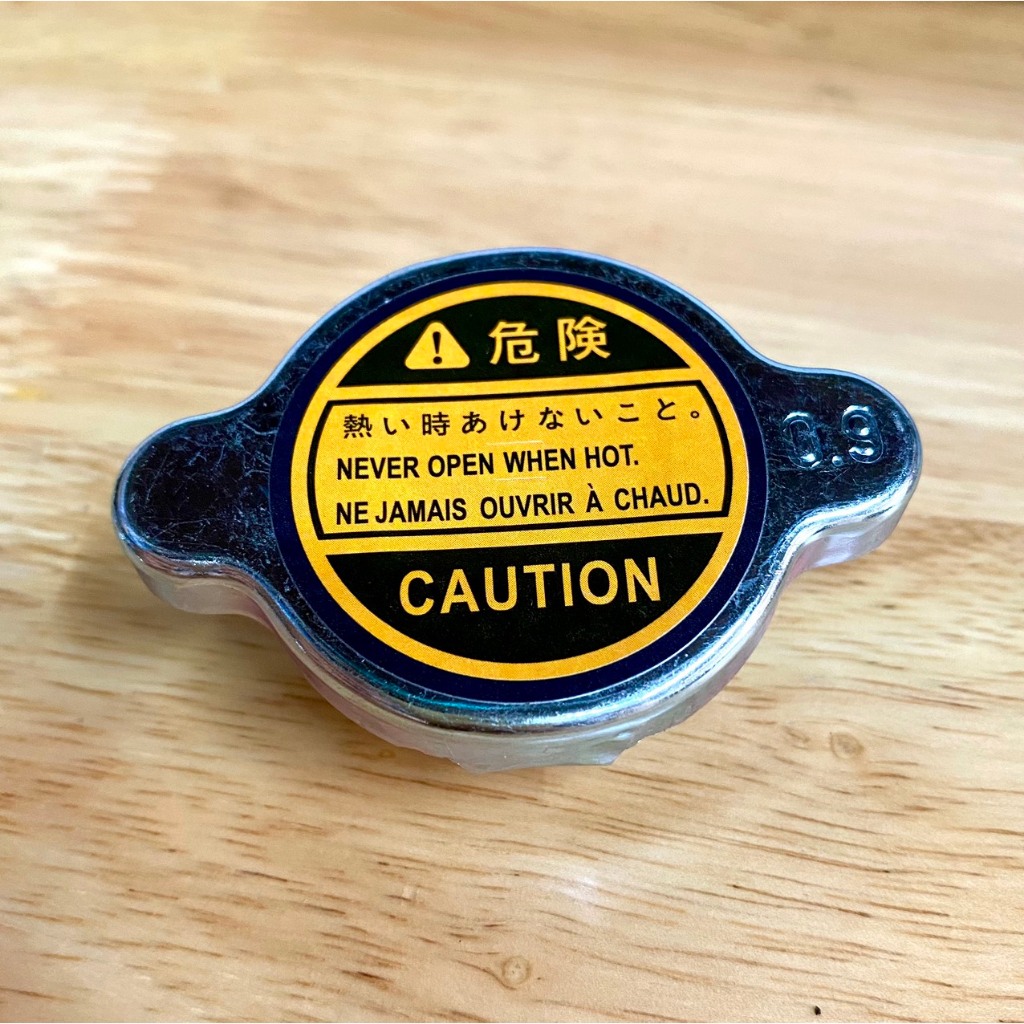 危険
熱い時あけないこと。
NEVER OPEN WHEN HOT.
NE JAMAIS OUVRIR À CHAUD.
CAUTION
0.9